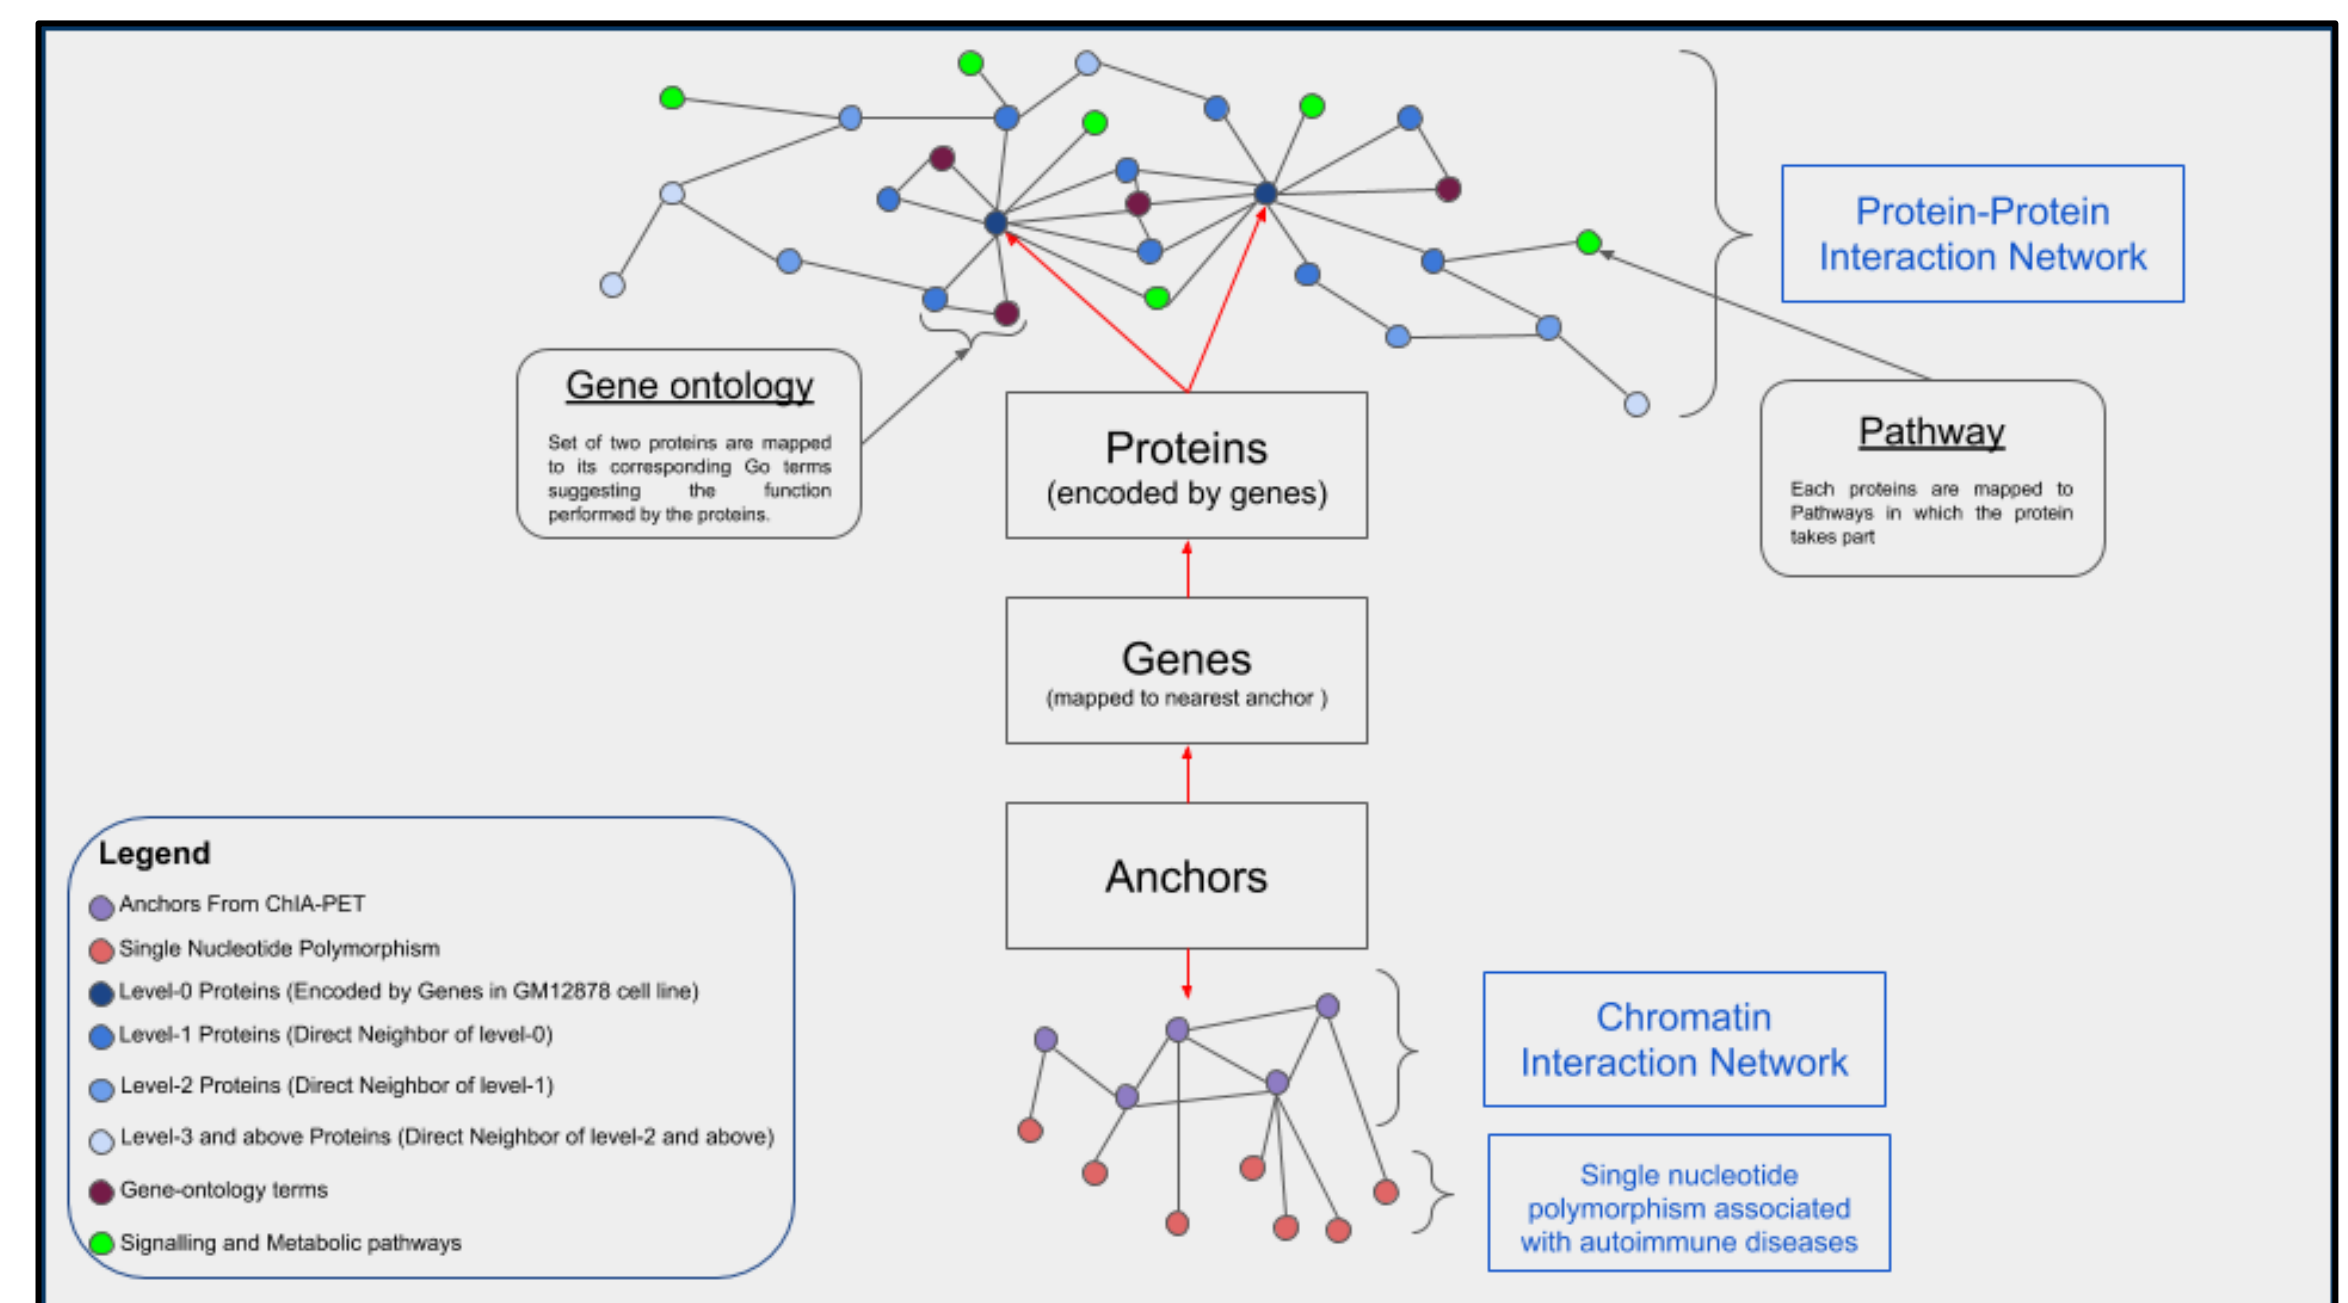 Protein-Protein
Interaction Network
Gene ontology
Set of two proteins are mapped
to its corresponding Go terms
suggesting the function
performed by the proteins.
Proteins
(encoded by genes)
Pathway
Each proteins are mapped to
Pathways in which the protein
takes part
Genes
(mapped to nearest anchor )
Anchors
Legend
Anchors From ChIA-PET
Single Nucleotide Polymorphism
Level-0 Proteins (Encoded by Genes in GM12878 cell line)
Level-1 Proteins (Direct Neighbor of level-0)
Level-2 Proteins (Direct Neighbor of level-1)
Level-3 and above Proteins (Direct Neighbor of level-2 and above)
Gene-ontology terms
Signalling and Metabolic pathways
Chromatin
Interaction Network
Single nucleotide
polymorphism associated
with autoimmune diseases